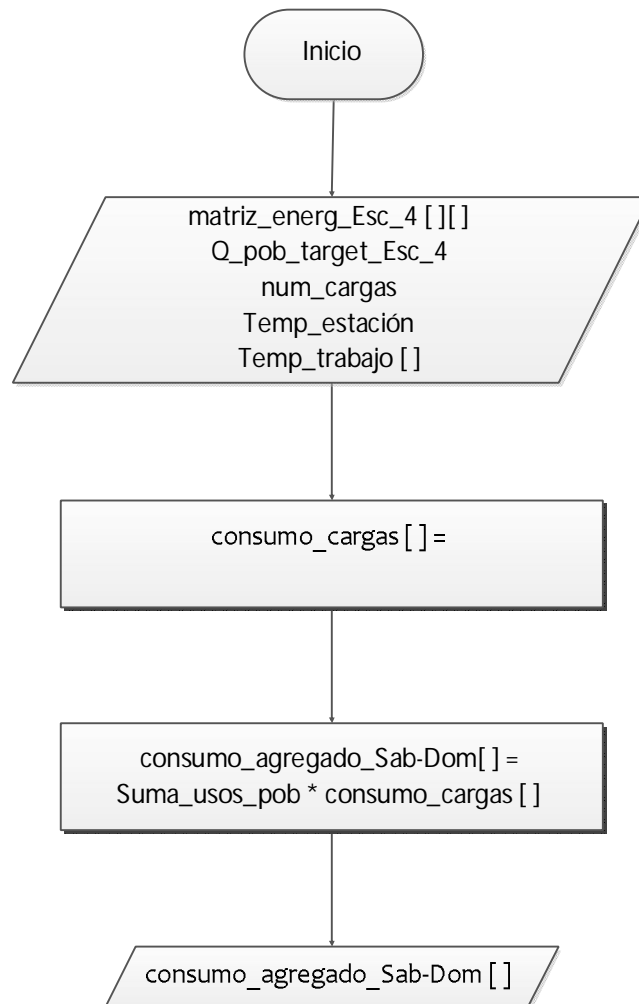 Inicio
matriz_energ_Esc_4 [ ][ ]
Q_pob_target_Esc_4
num_cargas
Temp_estación
Temp_trabajo [ ]
consumo_cargas [ ] =
consumo_agregado_Sab-Dom[ ] =
Suma_usos_pob * consumo_cargas [ ]
consumo_agregado_Sab-Dom [ ]